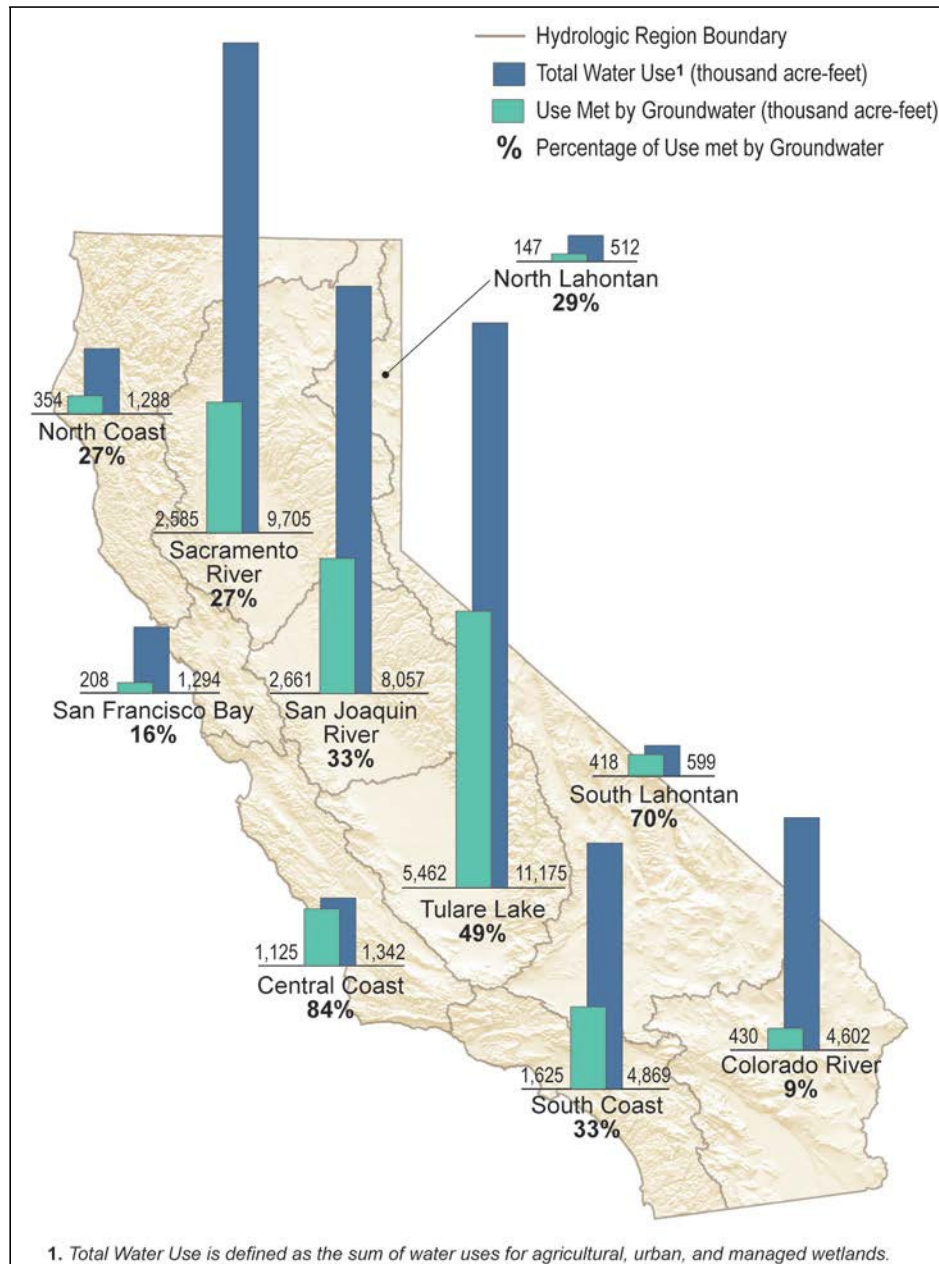 Hydrologic Region Boundary
Total Water Use¹ (thousand acre-feet)
Use Met by Groundwater (thousand acre-feet)
% Percentage of Use met by Groundwater
147 512
North Lahontan
29%
354 1,288
North Coast
27%
2,585 9,705
Sacramento
River
27%
208 1,294
San Francisco Bay
16%
2,661 8,057
San Joaquin
River
33%
418 599
South Lahontan
70%
5,462 11,175
Tulare Lake
49%
1,125 1,342
Central Coast
84%
430 4,602
Colorado River
9%
1,625 4,869
South Coast
33%
1. Total Water Use is defined as the sum of water uses for agricultural, urban, and managed wetlands.